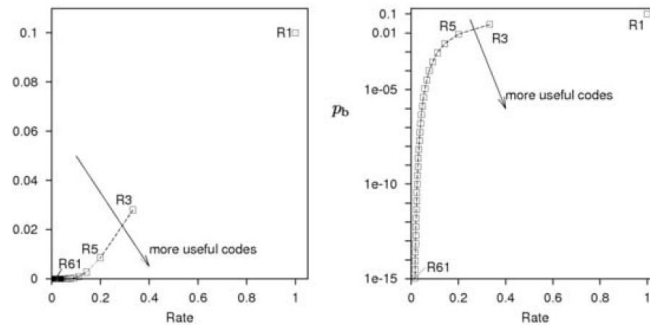 0.1
R1
0.08
0.06
0.04
R3
0.02
R5
R61
more useful codes
0
0 0.2 0.4 0.6 0.8 1
Rate
0.1
R5
R1
0.01
R3
1e-05
more useful codes
pb
1e-10
1e-15
R61
0 0.2 0.4 0.6 0.8 1
Rate